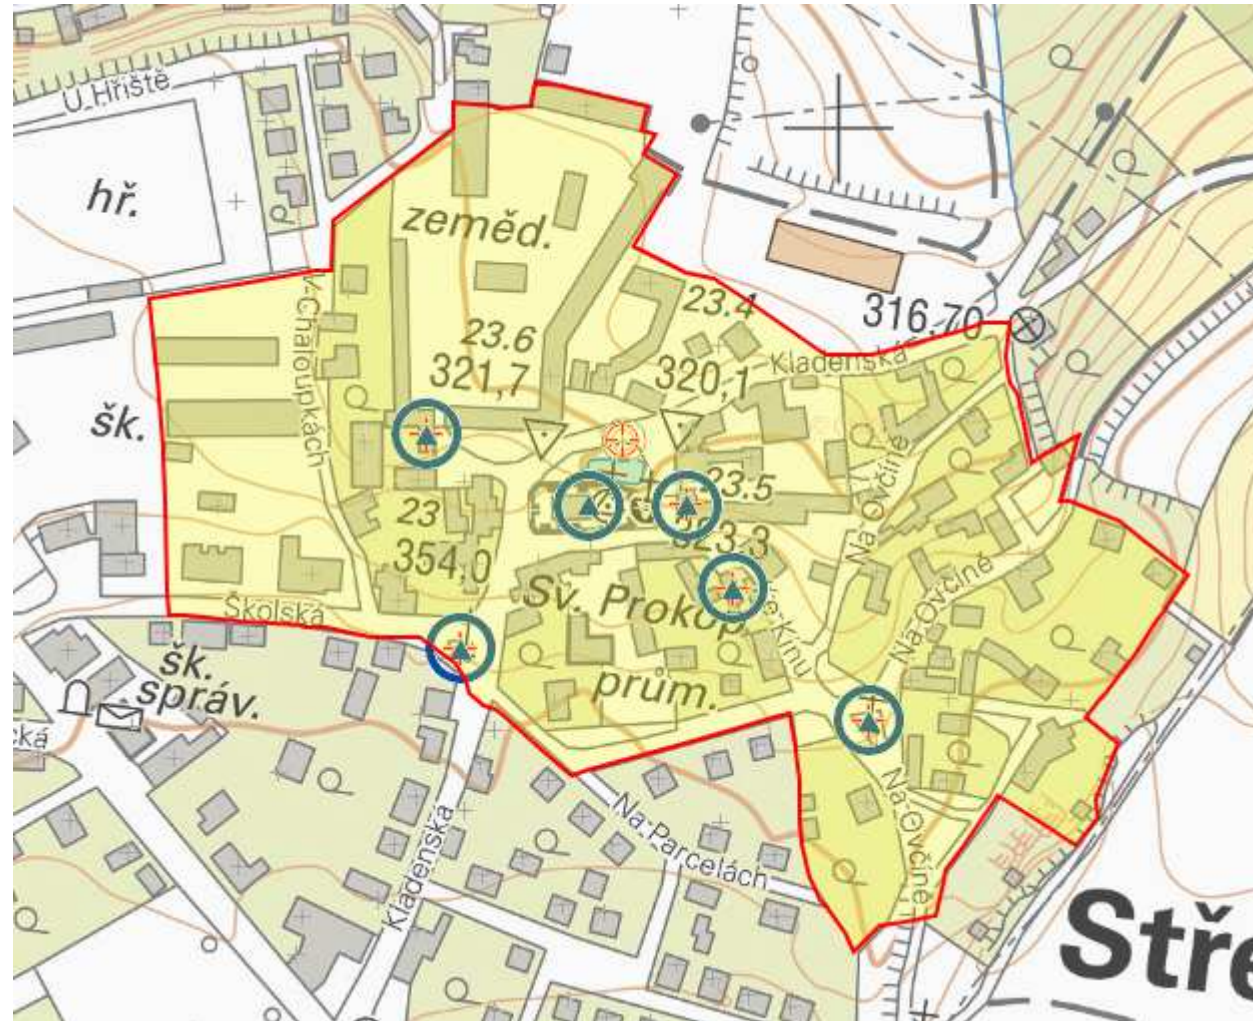 U Hřiště
hř.
zeměd.
23.4
316.70
V Chaloupkách
23.6
321,7
320,1
Kladenská
šk.
23.5
23
354,0
323.3
Na Ovčíně
Na Ovčíně
Sv. Prokop
Školská
šk.
správ.
prům.
Kladenská
Na Parcelách
Na Ovčíně
Stře